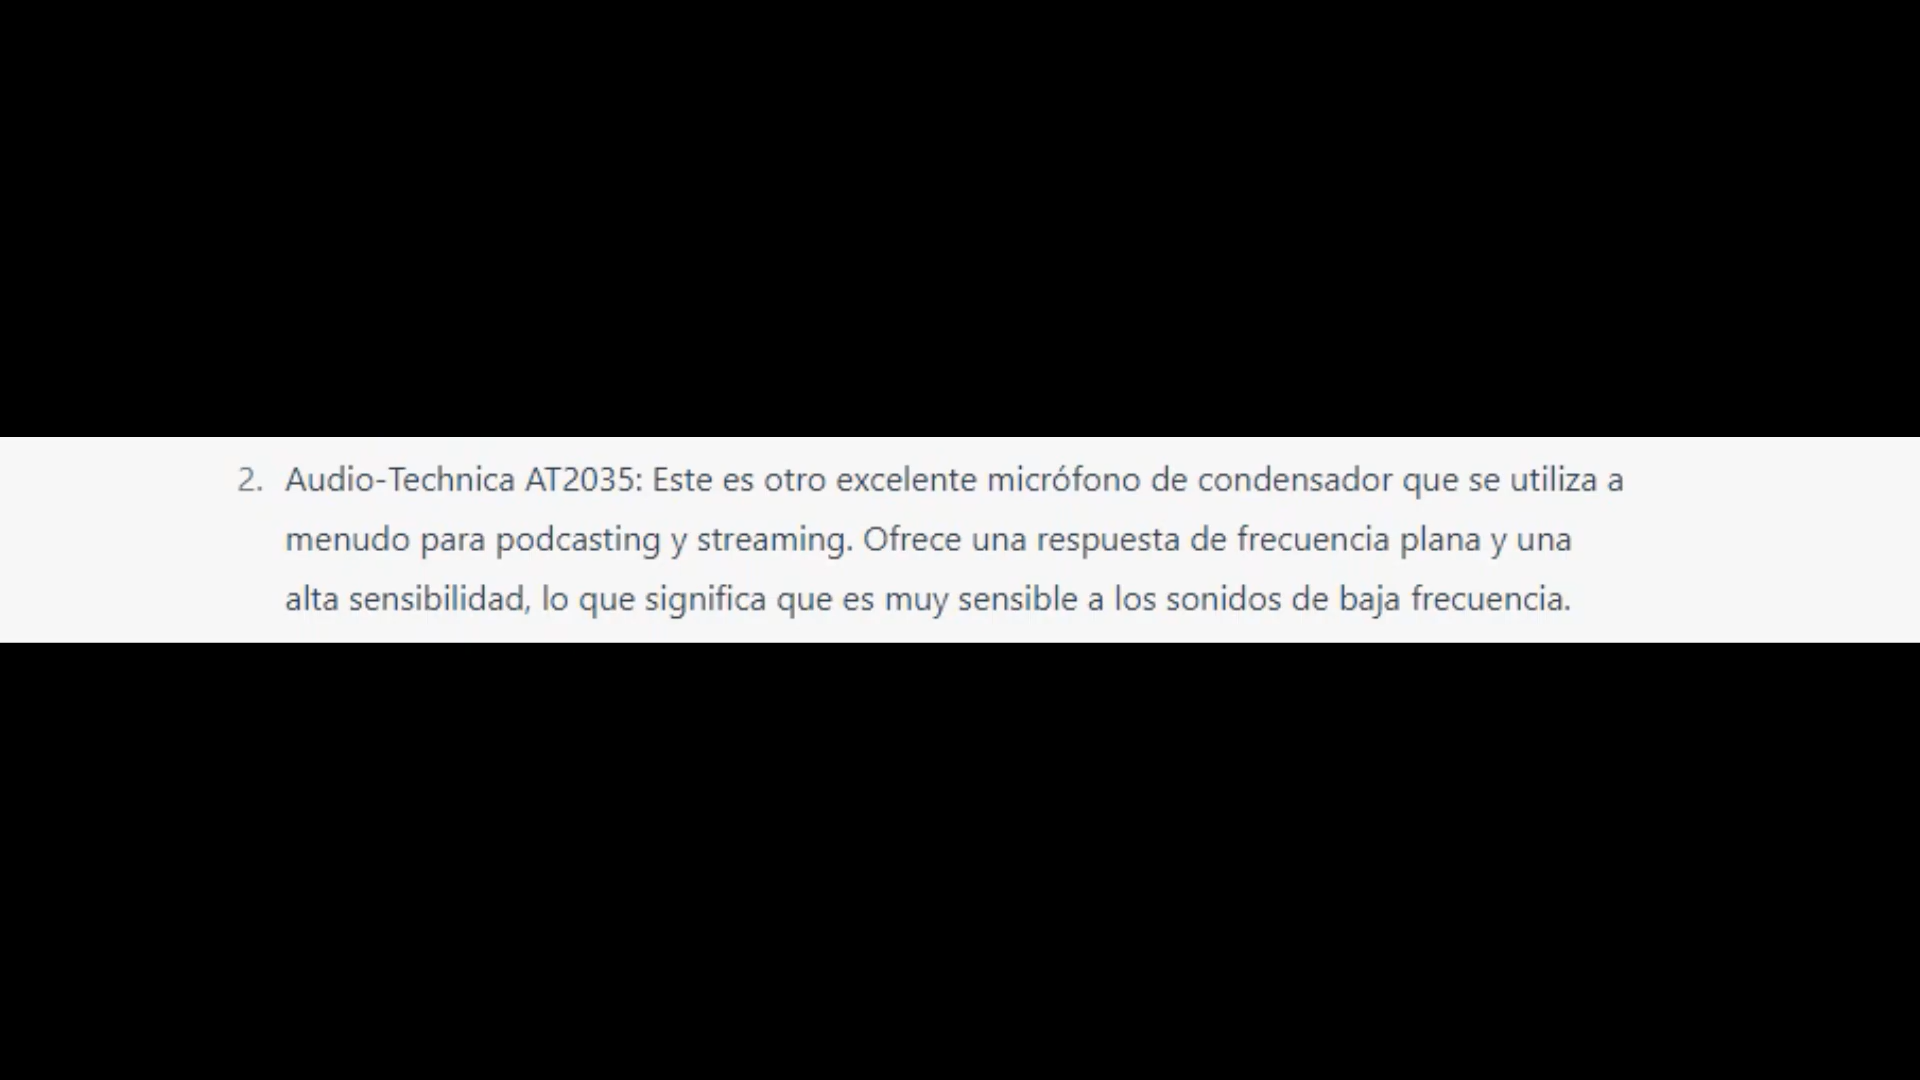 2. Audio-Technica AT2035: Este es otro excelente micrófono de condensador que se utiliza a
menudo para podcasting y streaming. Ofrece una respuesta de frecuencia plana y una
alta sensibilidad, lo que significa que es muy sensible a los sonidos de baja frecuencia.